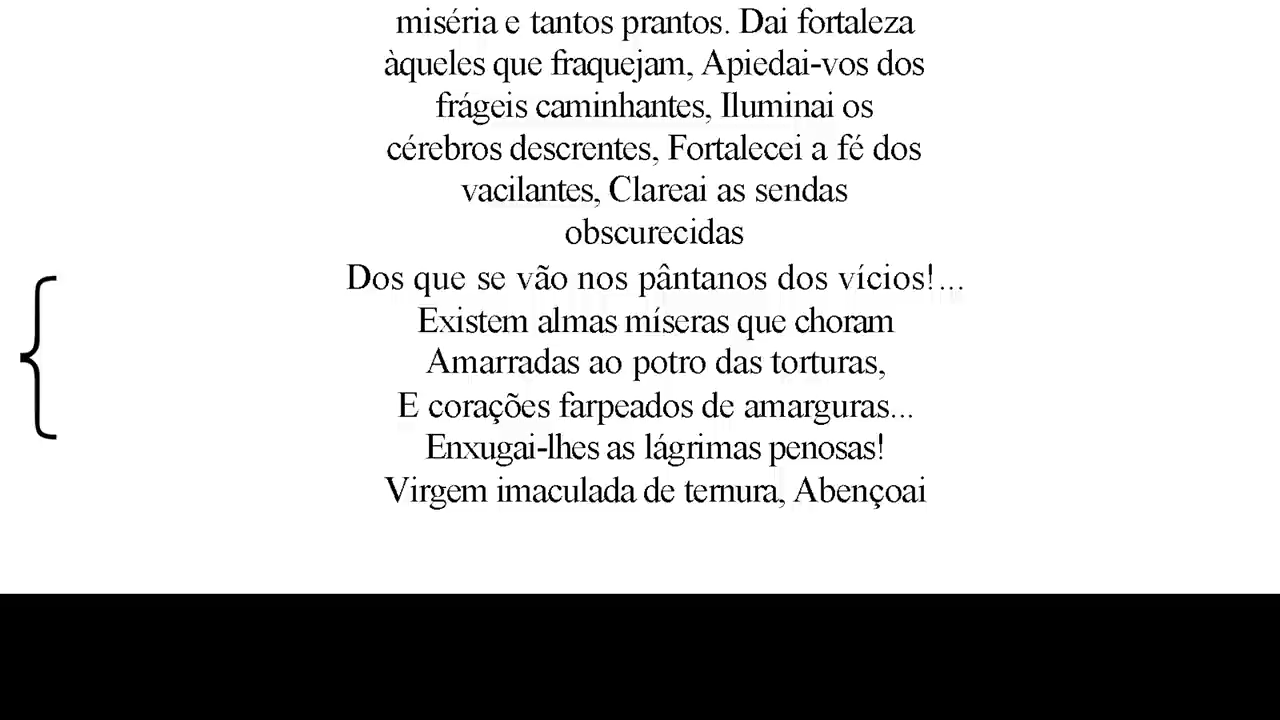 miséria e tantos prantos. Dai fortaleza
àqueles que fraquejam, Apiedai-vos dos
frágeis caminhantes, Iluminai os
cérebros descrentes, Fortalecei a fé dos
vacilantes, Clareai as sendas
obscurecidas
Dos que se vão nos pântanos dos vícios!...
Existem almas míseras que choram
Amarradas ao potro das torturas,
E corações farpeados de amarguras...
Enxugai-lhes as lágrimas penosas!
Virgem imaculada de ternura, Abençoai